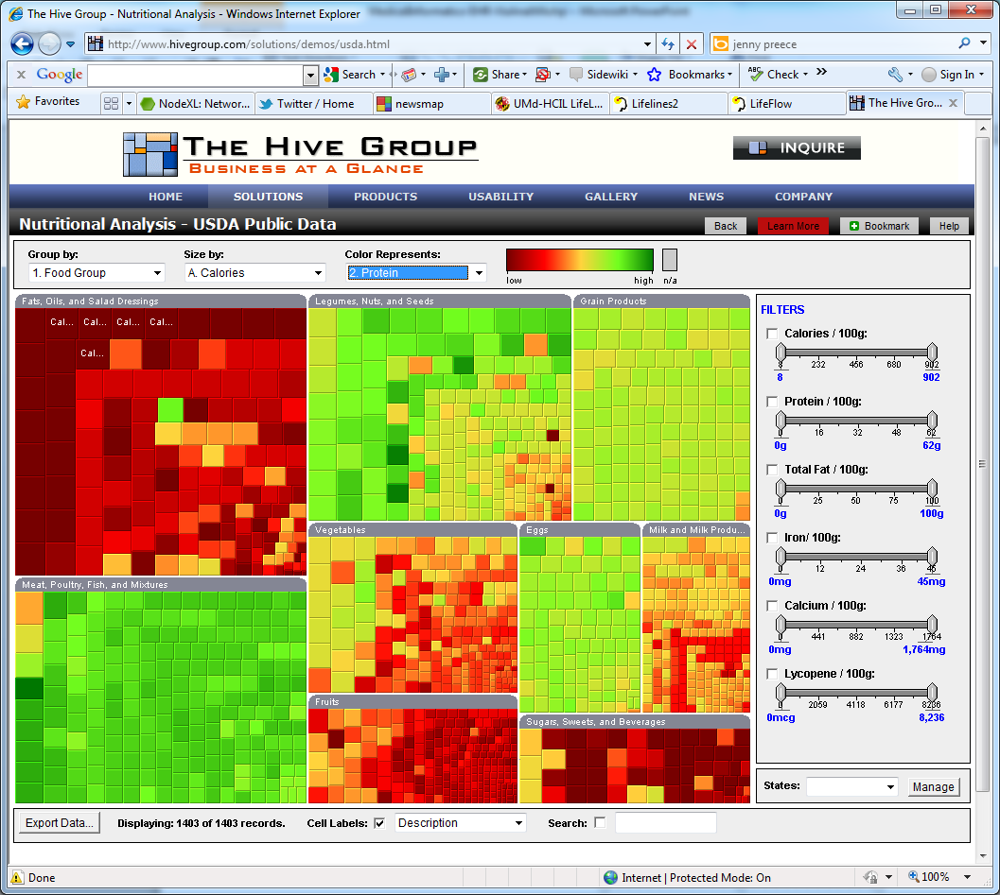 The Hive Group - Nutritional Analysis - Windows Internet Explorer
http://www.hivegroup.com/solutions/demos/usda.html
jenny preece
Google Search Share Sidewiki Bookmarks ABC Check » Sign In
Favorites NodeXL: Networ... Twitter / Home newsmap UMd-HCIL LifeL... Lifelines2 LifeFlow The Hive Gro...
THE HIVE GROUP
BUSINESS AT A GLANCE
INQUIRE
HOME SOLUTIONS PRODUCTS USABILITY GALLERY NEWS COMPANY
Nutritional Analysis - USDA Public Data
Back Learn More Bookmark Help
Group by: Size by: Color Represents:
1. Food Group A. Calories 2. Protein
low high n/a
Fats, Oils, and Salad Dressings
Cal... Cal... Cal... Cal...
Cal...
Legumes, Nuts, and Seeds
Grain Products
Vegetables
Eggs
Milk and Milk Produ...
Meat, Poultry, Fish, and Mixtures
Fruits
Sugars, Sweets, and Beverages
FILTERS
Calories / 100g:
8 232 456 680 902
8 902
Protein / 100g:
0 16 32 48 62
0g 62g
Total Fat / 100g:
0 25 50 75 100
0g 100g
Iron/ 100g:
0 12 24 36 45
0mg 45mg
Calcium / 100g:
0 441 882 1323 1764
0mg 1,764mg
Lycopene / 100g:
0 2059 4118 6177 8236
0mcg 8,236
States: Manage
Export Data... Displaying: 1403 of 1403 records. Cell Labels: Description Search:
Done Internet | Protected Mode: On 100%